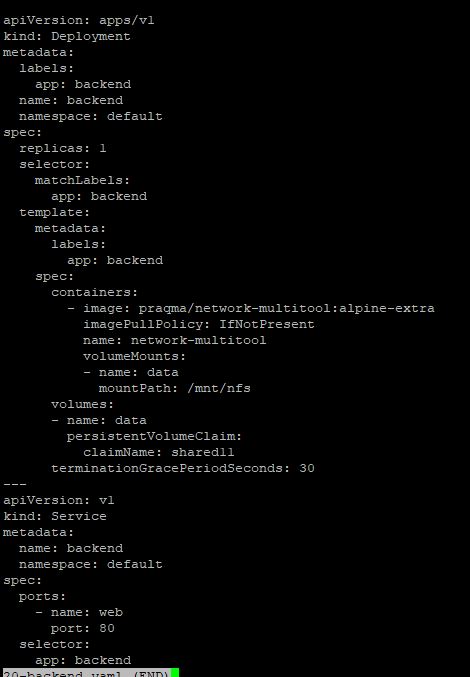 apiVersion: apps/v1
kind: Deployment
metadata:
  labels:
    app: backend
  name: backend
  namespace: default
spec:
  replicas: 1
  selector:
    matchLabels:
      app: backend
  template:
    metadata:
      labels:
        app: backend
    spec:
      containers:
        - image: praqma/network-multitool:alpine-extra
          imagePullPolicy: IfNotPresent
          name: network-multitool
          volumeMounts:
          - name: data
            mountPath: /mnt/nfs
      volumes:
      - name: data
        persistentVolumeClaim:
          claimName: shared11
      terminationGracePeriodSeconds: 30
---
apiVersion: v1
kind: Service
metadata:
  name: backend
  namespace: default
spec:
  ports:
    - name: web
      port: 80
  selector:
    app: backend
20-backend.yaml (END)